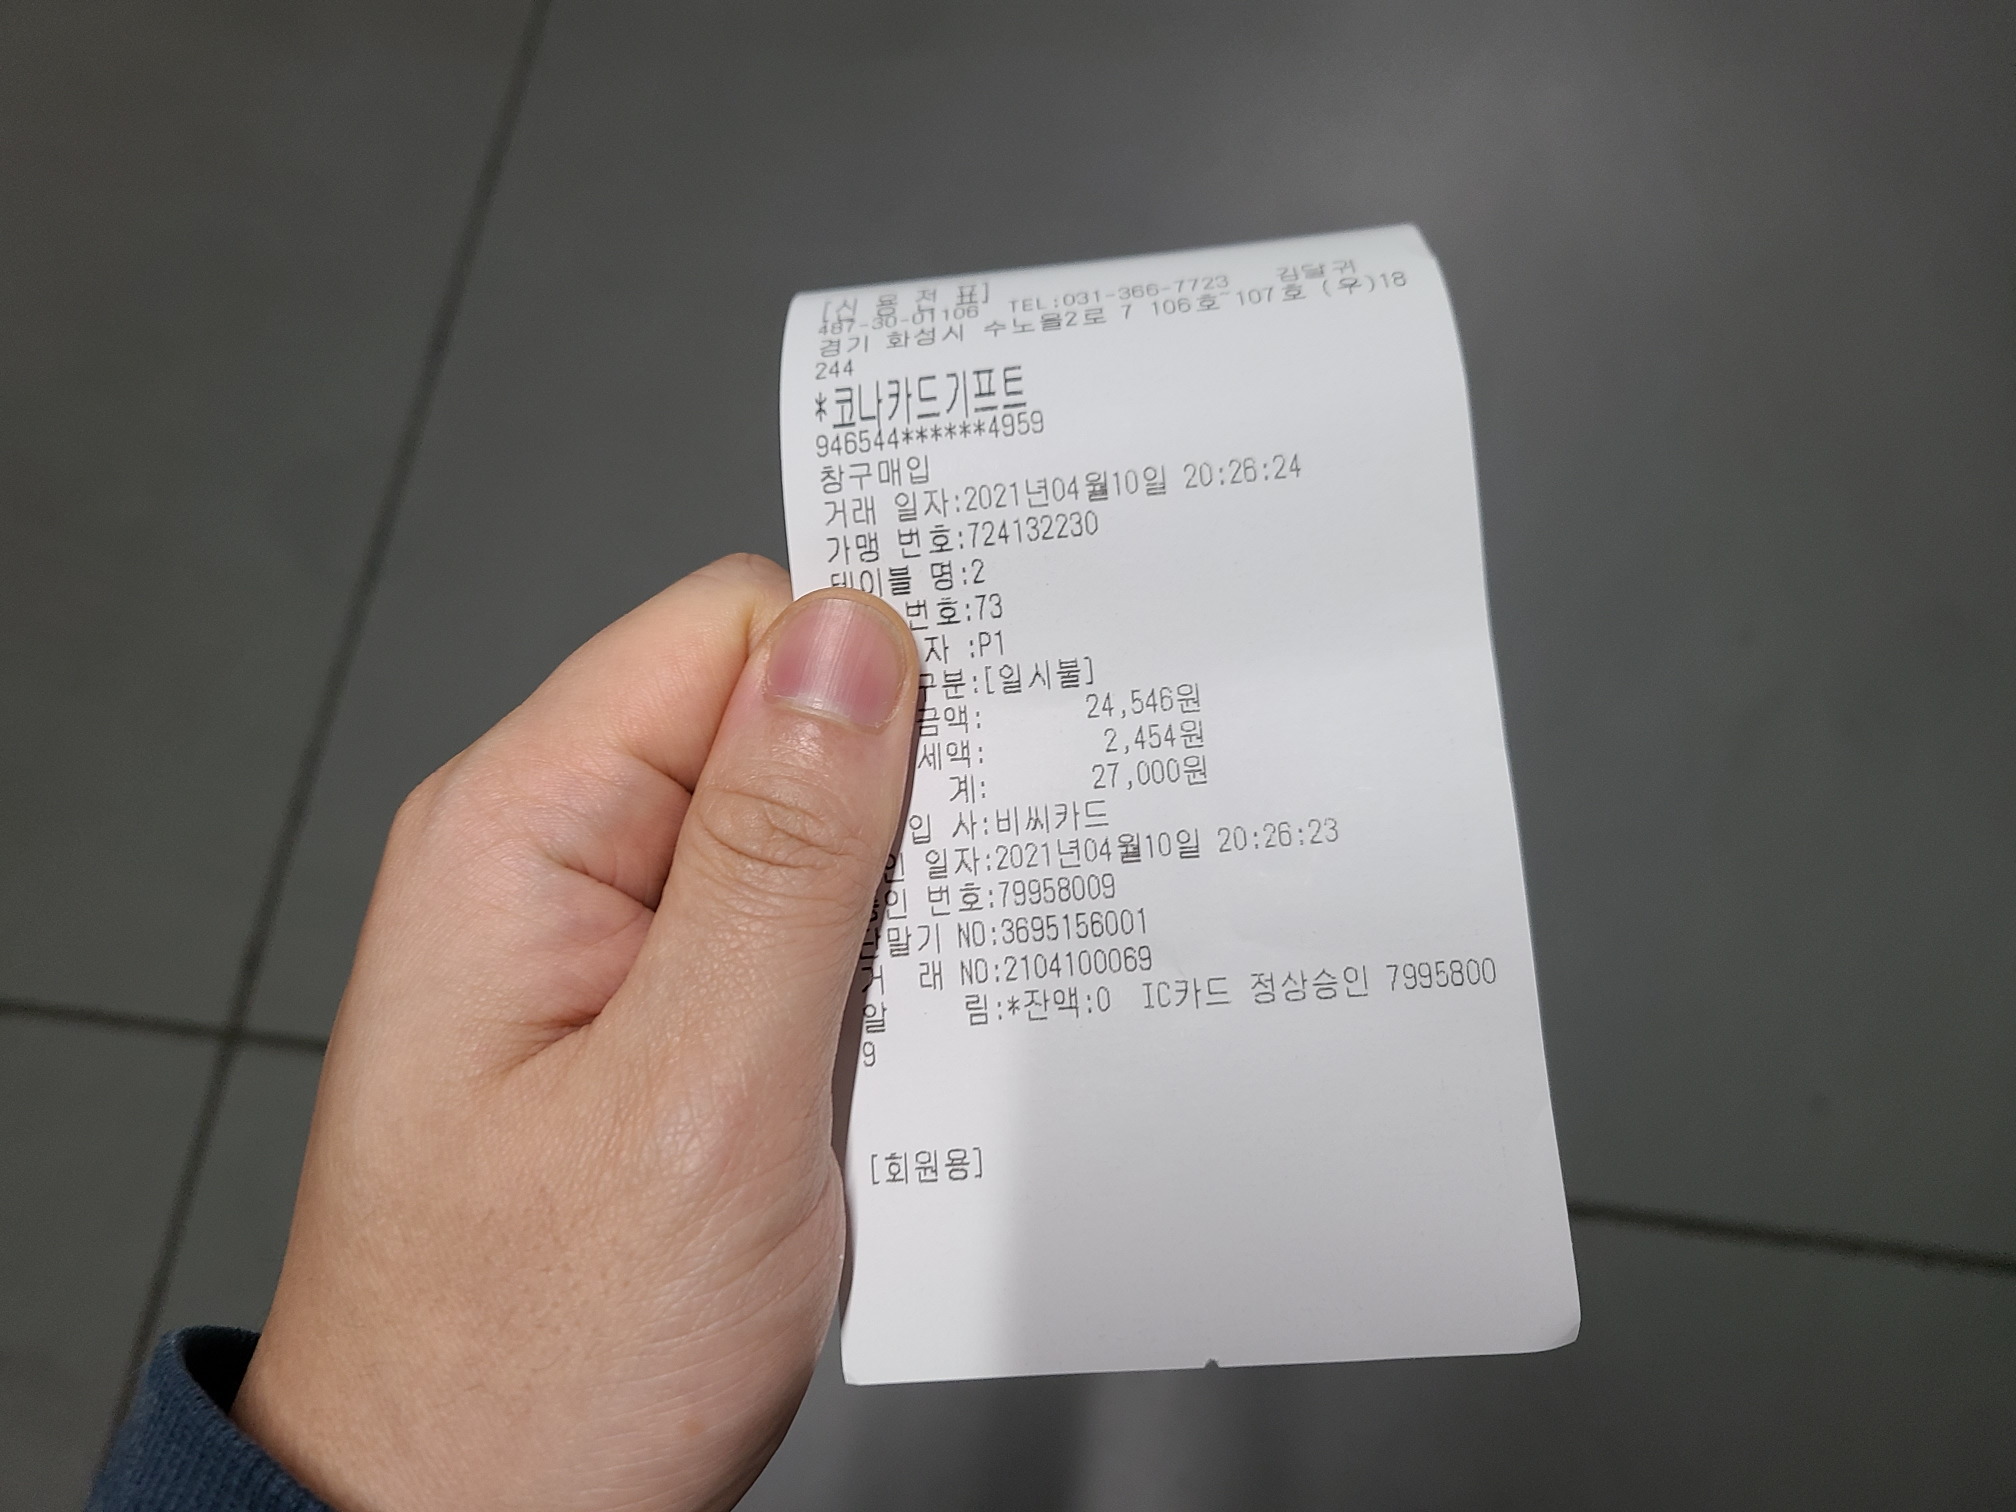 [신 용 전 표]
487-30-01106 TEL:031-366-7723 김달귀
경기 화성시 수노을2로 7 106호~107호 (우)18
244
*코나카드기프트
946544******4959
창구매입
거래 일자:2021년04월10일 20:26:24
가맹 번호:724132230
테이블 명:2
번호:73
자 :P1
구분:[일시불]
금액: 24,546원
세액: 2,454원
계: 27,000원
입 사:비씨카드
인 일자:2021년04월10일 20:26:23
인 번호:79958009
말기 NO:3695156001
래 NO:2104100069
알 림:*잔액:0 IC카드 정상승인 7995800
9
[회원용]